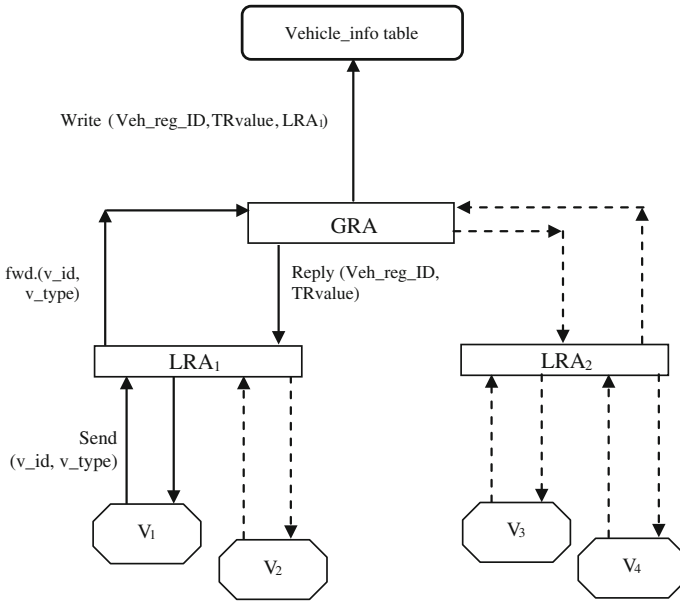 Vehicle_info table
Write (Veh_reg_ID, TRvalue, LRA₁)
GRA
fwd.(v_id,
v_type)
Reply (Veh_reg_ID,
TRvalue)
LRA₁
LRA₂
Send
(v_id, v_type)
V₁
V₂
V₃
V₄